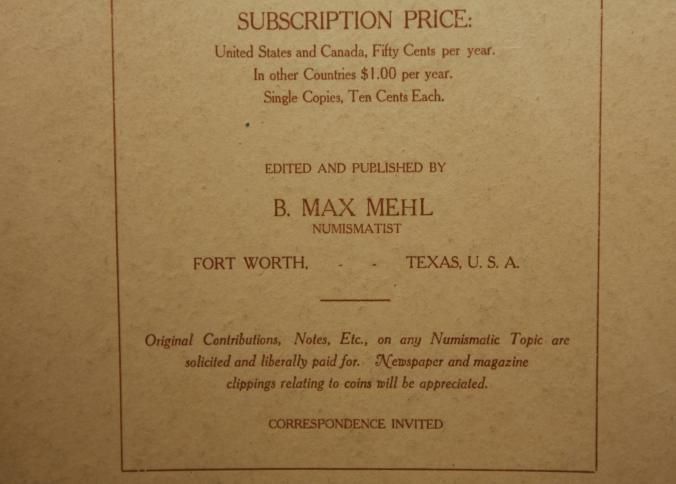 SUBSCRIPTION PRICE:
United States and Canada, Fifty Cents per year.
In other Countries $1.00 per year.
Single Copies, Ten Cents Each.
EDITED AND PUBLISHED BY
B. MAX MEHL
NUMISMATIST
FORT WORTH, - - TEXAS, U. S. A.
Original Contributions, Notes, Etc., on any Numismatic Topic are
solicited and liberally paid for. Newspaper and magazine
clippings relating to coins will be appreciated.
CORRESPONDENCE INVITED